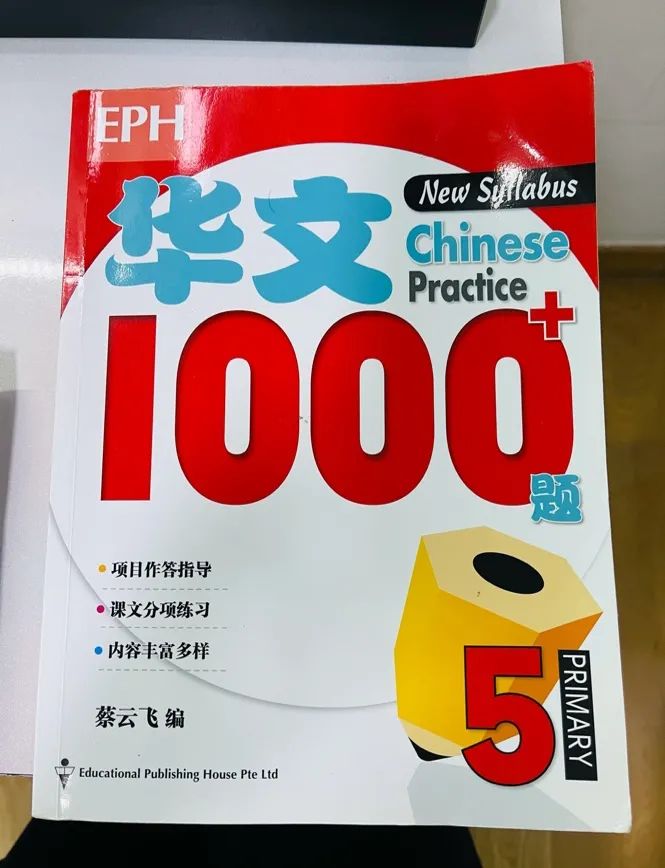 EPH
华文
New Syllabus
Chinese
Practice
1000+
题
项目作答指导
课文分项练习
内容丰富多样
蔡云飞 编
5
PRIMARY
Educational Publishing House Pte Ltd